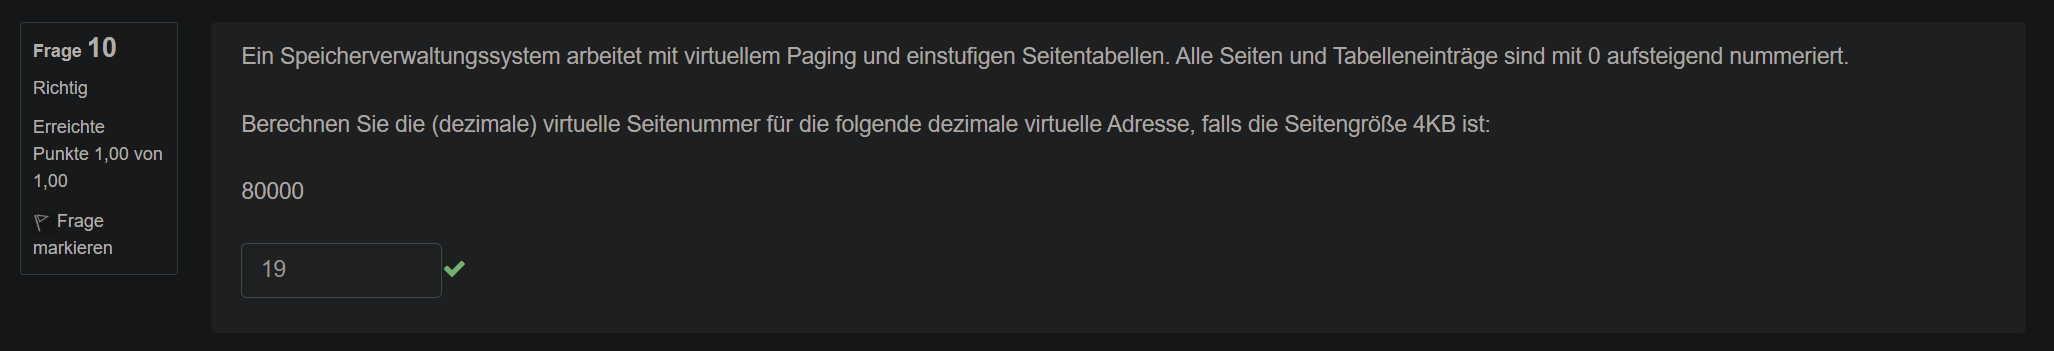 Frage 10
Richtig
Erreichte
Punkte 1,00 von
1,00
Frage
markieren
Ein Speicherverwaltungssystem arbeitet mit virtuellem Paging und einstufigen Seitentabellen. Alle Seiten und Tabelleneinträge sind mit 0 aufsteigend nummeriert.
Berechnen Sie die (dezimale) virtuelle Seitenummer für die folgende dezimale virtuelle Adresse, falls die Seitengröße 4KB ist:
80000
19